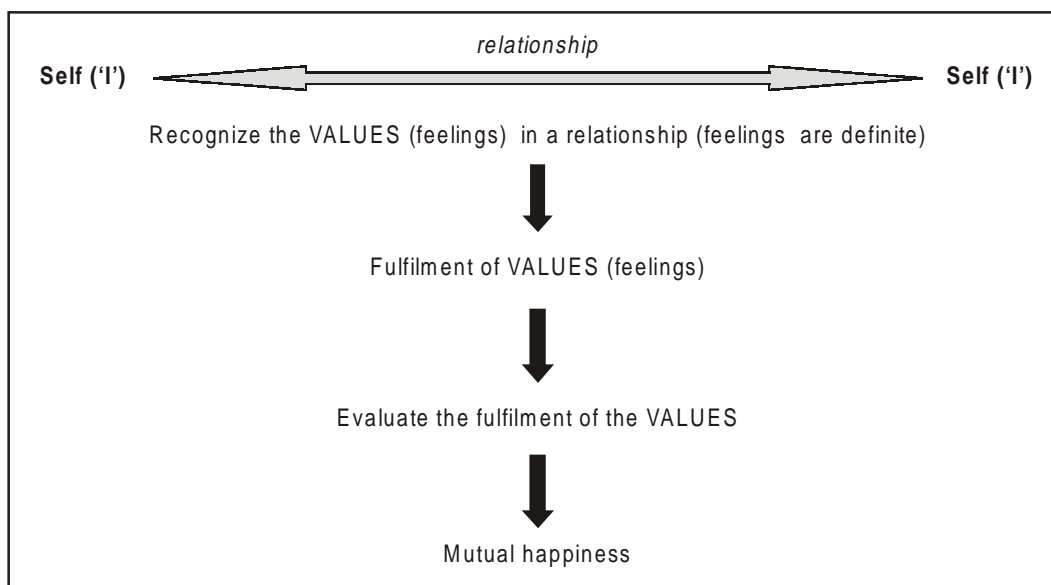 relationship
Self (‘I’) Self (‘I’)
Recognize the VALUES (feelings) in a relationship (feelings are definite)
Fulfilment of VALUES (feelings)
Evaluate the fulfilment of the VALUES
Mutual happiness